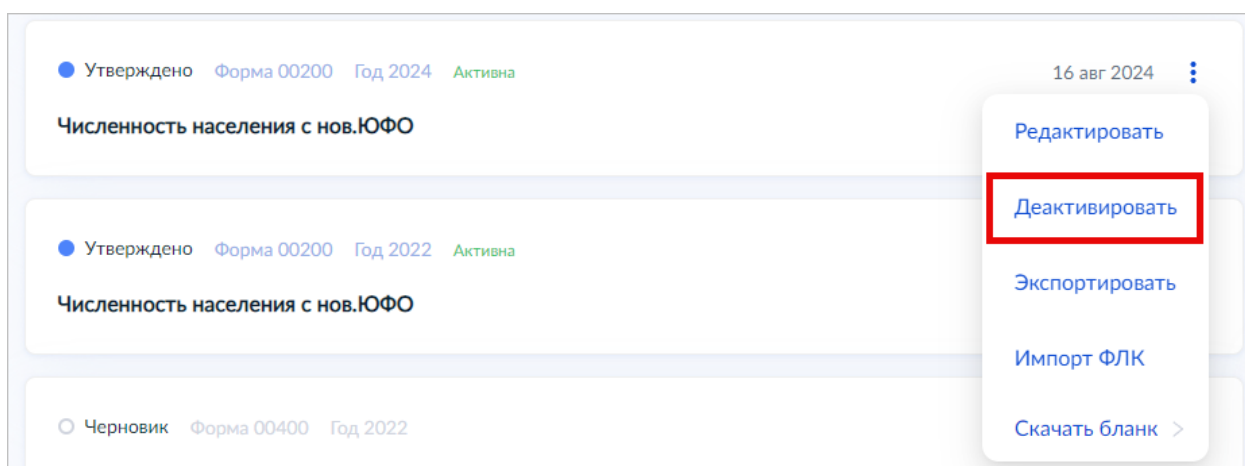 Утверждено Форма 00200 Год 2024 Активна 16 авг 2024
Численность населения с нов.ЮФО
Редактировать
Деактивировать
Утверждено Форма 00200 Год 2022 Активна
Экспортировать
Численность населения с нов.ЮФО
Импорт ФЛК
Черновик Форма 00400 Год 2022
Скачать бланк >